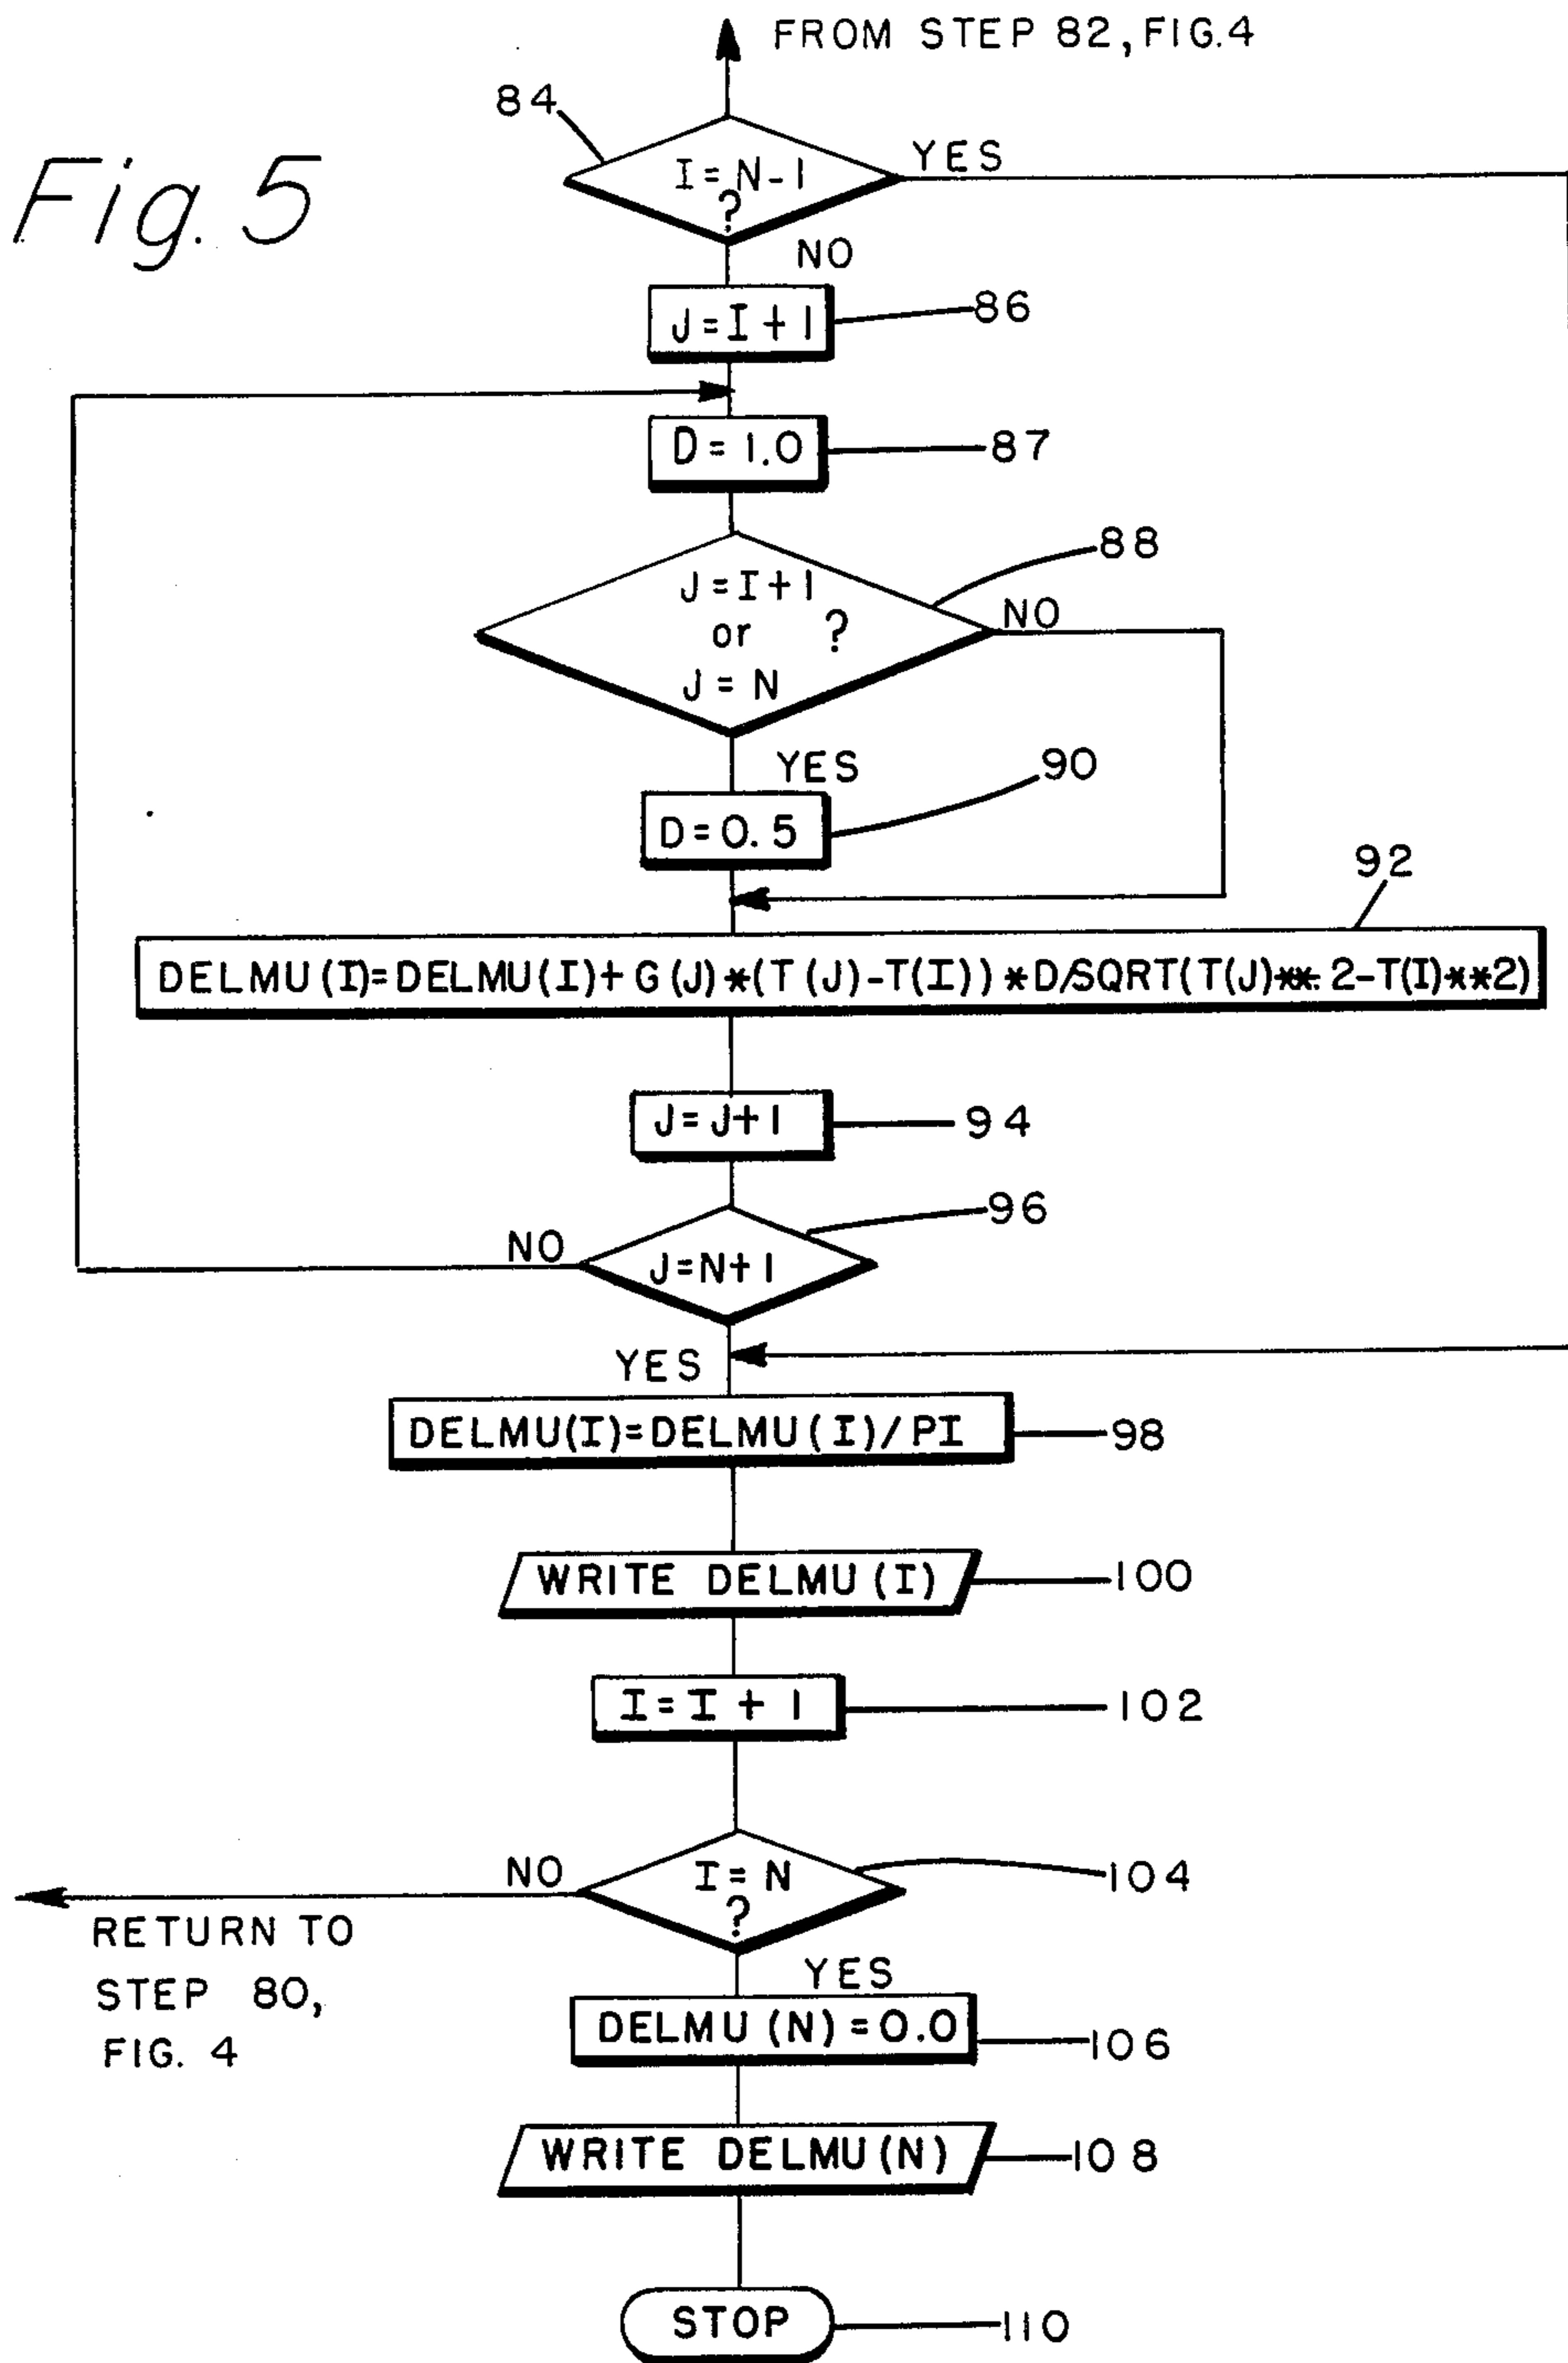 FROM STEP 82, FIG.4
84
Fig. 5
I = N-1
?
YES
NO
J = I + 1
86
D = 1.0
87
88
J = I + 1
or ?
J = N
NO
YES
90
D = 0.5
92
DELMU(I)=DELMU(I)+G(J)*(T(J)-T(I))*D/SQRT(T(J)**2-T(I)**2)
J=J+1
94
96
NO
J=N+1
YES
DELMU(I)=DELMU(I)/PI
98
WRITE DELMU(I)
100
I = I + 1
102
NO
I = N
?
104
RETURN TO
STEP 80,
FIG. 4
YES
DELMU (N) = 0.0
106
WRITE DELMU(N)
108
STOP
110